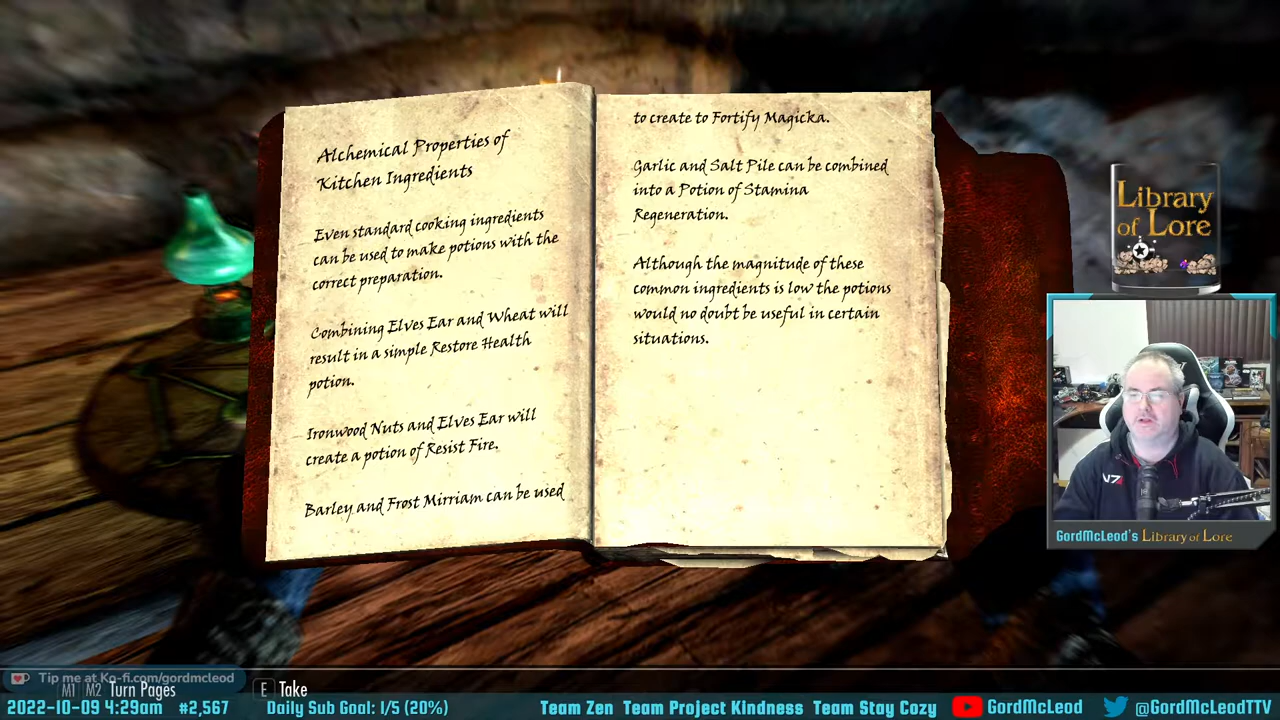 Alchemical Properties of
Kitchen Ingredients
Even standard cooking ingredients
can be used to make potions with the
correct preparation.
Combining Elves Ear and Wheat will
result in a simple Restore Health
potion.
Ironwood Nuts and Elves Ear will
create a potion of Resist Fire.
Barley and Frost Mirriam can be used
to create to Fortify Magicka.
Garlic and Salt Pile can be combined
into a Potion of Stamina
Regeneration.
Although the magnitude of these
common ingredients is low the potions
would no doubt be useful in certain
situations.
Library
of Lore
N7
GordMcLeod's Library of Lore
Tip me at Ko-fi.com/gordmcleod
M1 M2 Turn Pages
E Take
2022-10-09 4:29am #2,567 Daily Sub Goal: 1/5 (20%) Team Zen Team Project Kindness Team Stay Cozy GordMcLeod @GordMcLeodTTV